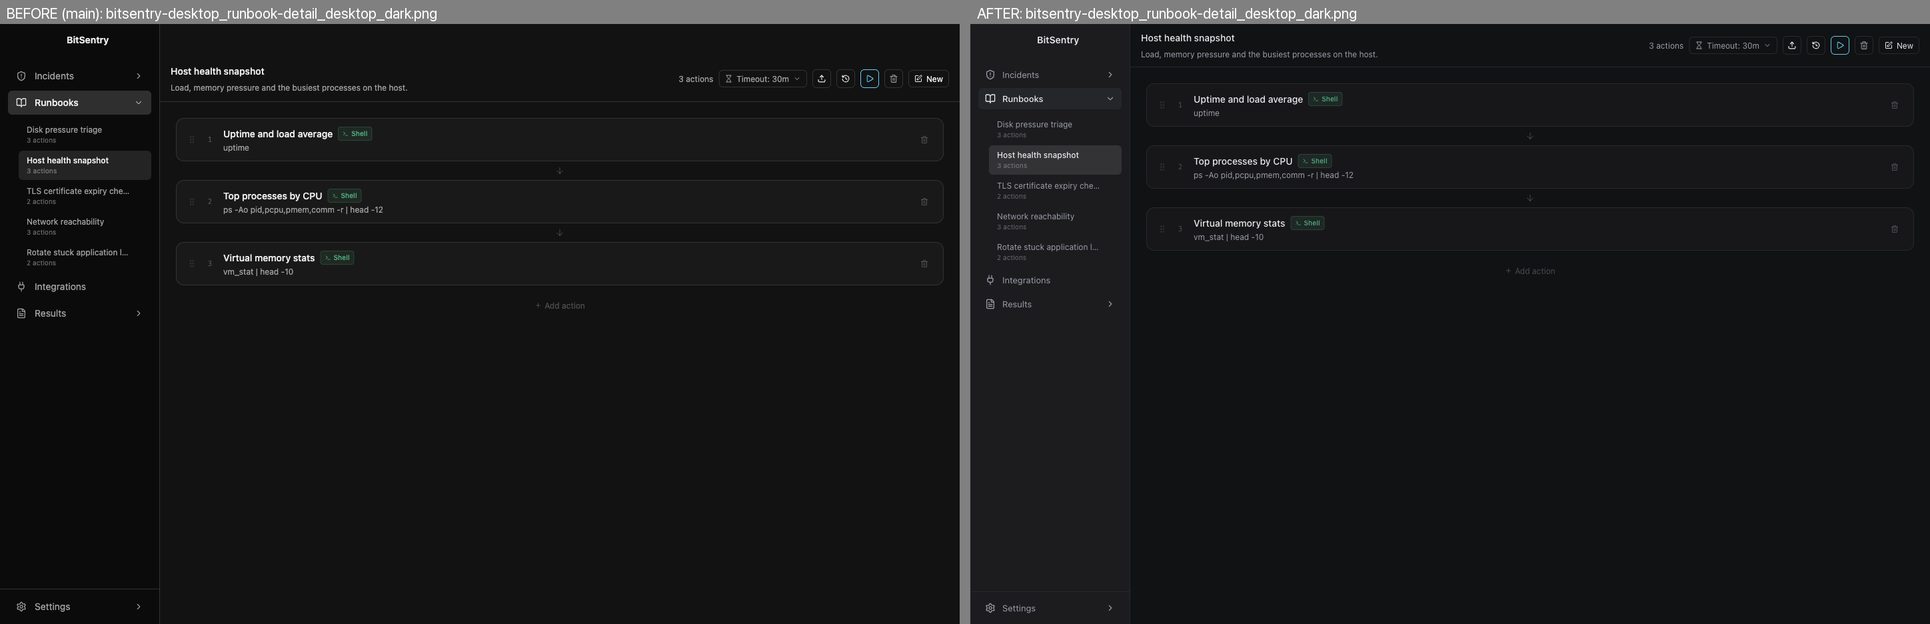 BEFORE (main): bitsentry-desktop_runbook-detail_desktop_dark.png
BitSentry
Incidents
Runbooks
Disk pressure triage
3 actions
Host health snapshot
3 actions
TLS certificate expiry che...
2 actions
Network reachability
3 actions
Rotate stuck application l...
2 actions
Integrations
Results
Settings
Host health snapshot
Load, memory pressure and the busiest processes on the host.
3 actions
Timeout: 30m
New
1
Uptime and load average
Shell
uptime
2
Top processes by CPU
Shell
ps -Ao pid,pcpu,pmem,comm -r | head -12
3
Virtual memory stats
Shell
vm_stat | head -10
+ Add action
AFTER: bitsentry-desktop_runbook-detail_desktop_dark.png
BitSentry
Incidents
Runbooks
Disk pressure triage
3 actions
Host health snapshot
3 actions
TLS certificate expiry che...
2 actions
Network reachability
3 actions
Rotate stuck application l...
2 actions
Integrations
Results
Settings
Host health snapshot
Load, memory pressure and the busiest processes on the host.
3 actions
Timeout: 30m
New
1
Uptime and load average
Shell
uptime
2
Top processes by CPU
Shell
ps -Ao pid,pcpu,pmem,comm -r | head -12
3
Virtual memory stats
Shell
vm_stat | head -10
+ Add action